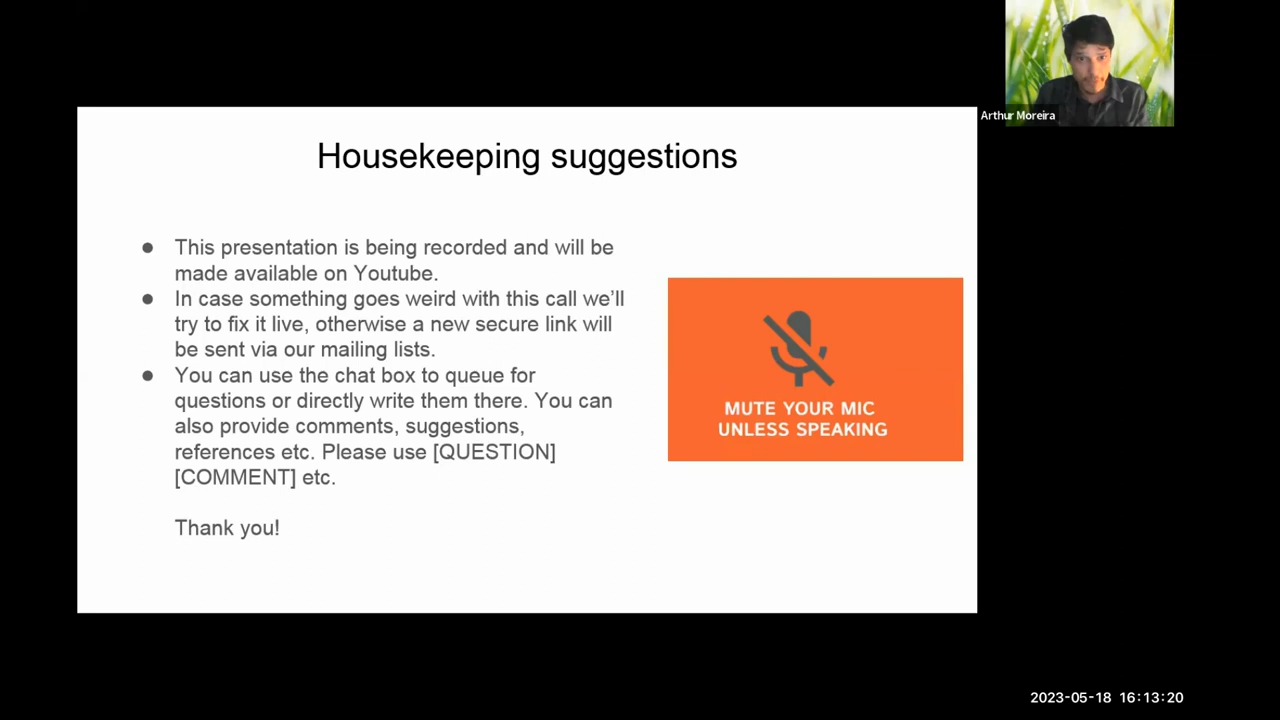 Arthur Moreira
Housekeeping suggestions
● This presentation is being recorded and will be
made available on Youtube.
● In case something goes weird with this call we'll
try to fix it live, otherwise a new secure link will
be sent via our mailing lists.
● You can use the chat box to queue for
questions or directly write them there. You can
also provide comments, suggestions,
references etc. Please use [QUESTION]
[COMMENT] etc.
Thank you!
MUTE YOUR MIC
UNLESS SPEAKING
2023-05-18 16:13:20